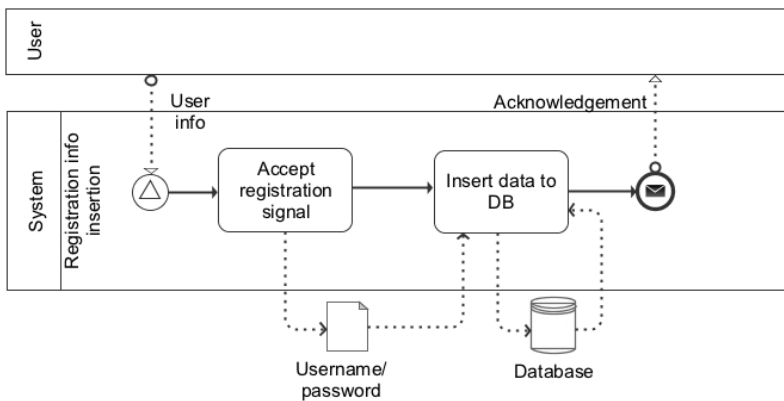 User
User
info
Acknowledgement
System
Registration info
insertion
Accept
registration
signal
Insert data to
DB
Username/
password
Database